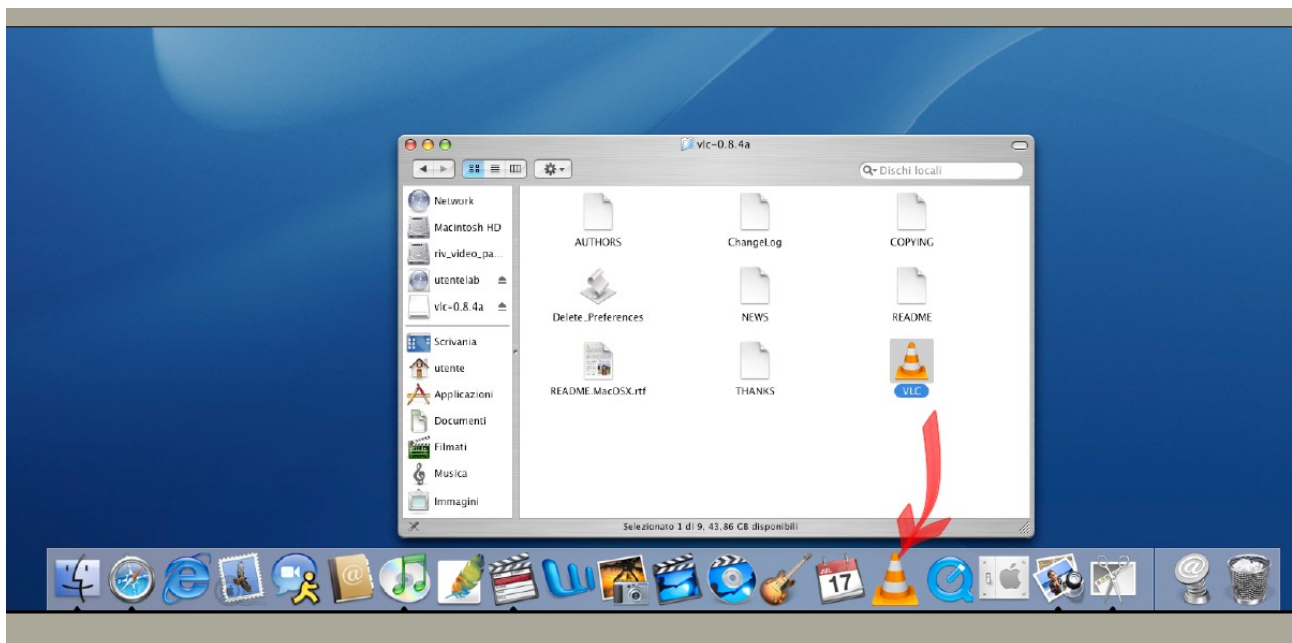 vlc-0.8.4a
Dischi locali
Network
Macintosh HD
riv_video_pa...
utentelab
vlc-0.8.4a
Scrivania
utente
Applicazioni
Documenti
Filmati
Musica
Immagini
AUTHORS
ChangeLog
COPYING
Delete_Preferences
NEWS
README
README.MacOSX.rtf
THANKS
VLC
Selezionato 1 di 9, 43,86 GB disponibili
JUL
17